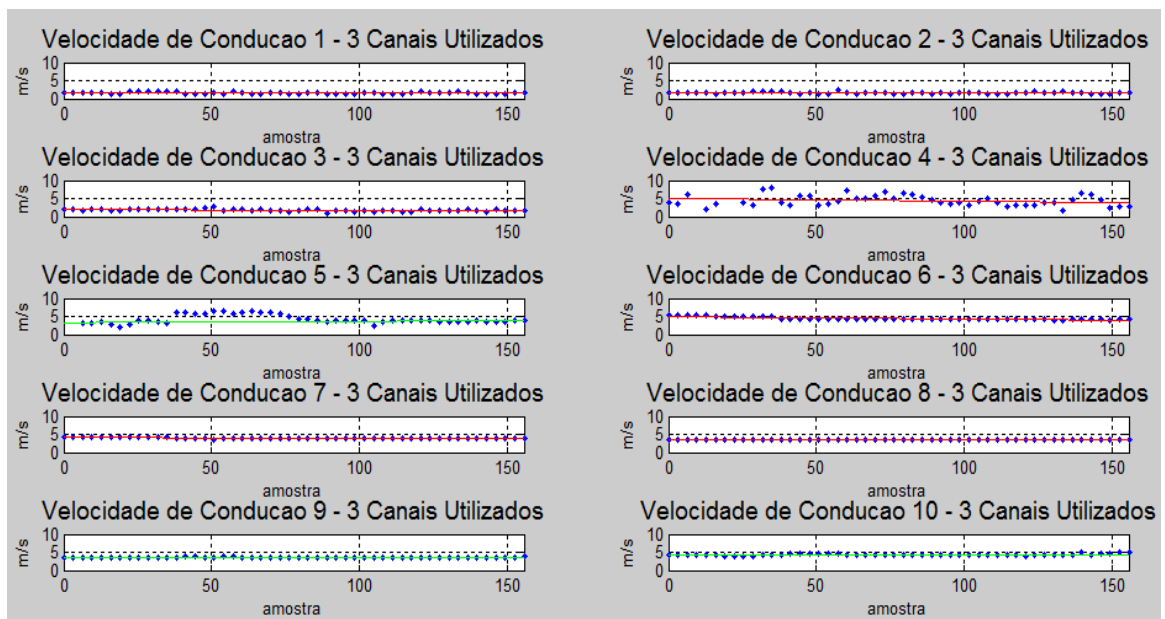 Velocidade de Conducao 1 - 3 Canais Utilizados
m/s
10
5
0
0 50 100 150
amostra
Velocidade de Conducao 2 - 3 Canais Utilizados
m/s
10
5
0
0 50 100 150
amostra
Velocidade de Conducao 3 - 3 Canais Utilizados
m/s
10
5
0
0 50 100 150
amostra
Velocidade de Conducao 4 - 3 Canais Utilizados
m/s
10
5
0
0 50 100 150
amostra
Velocidade de Conducao 5 - 3 Canais Utilizados
m/s
10
5
0
0 50 100 150
amostra
Velocidade de Conducao 6 - 3 Canais Utilizados
m/s
10
5
0
0 50 100 150
amostra
Velocidade de Conducao 7 - 3 Canais Utilizados
m/s
10
5
0
0 50 100 150
amostra
Velocidade de Conducao 8 - 3 Canais Utilizados
m/s
10
5
0
0 50 100 150
amostra
Velocidade de Conducao 9 - 3 Canais Utilizados
m/s
10
5
0
0 50 100 150
amostra
Velocidade de Conducao 10 - 3 Canais Utilizados
m/s
10
5
0
0 50 100 150
amostra